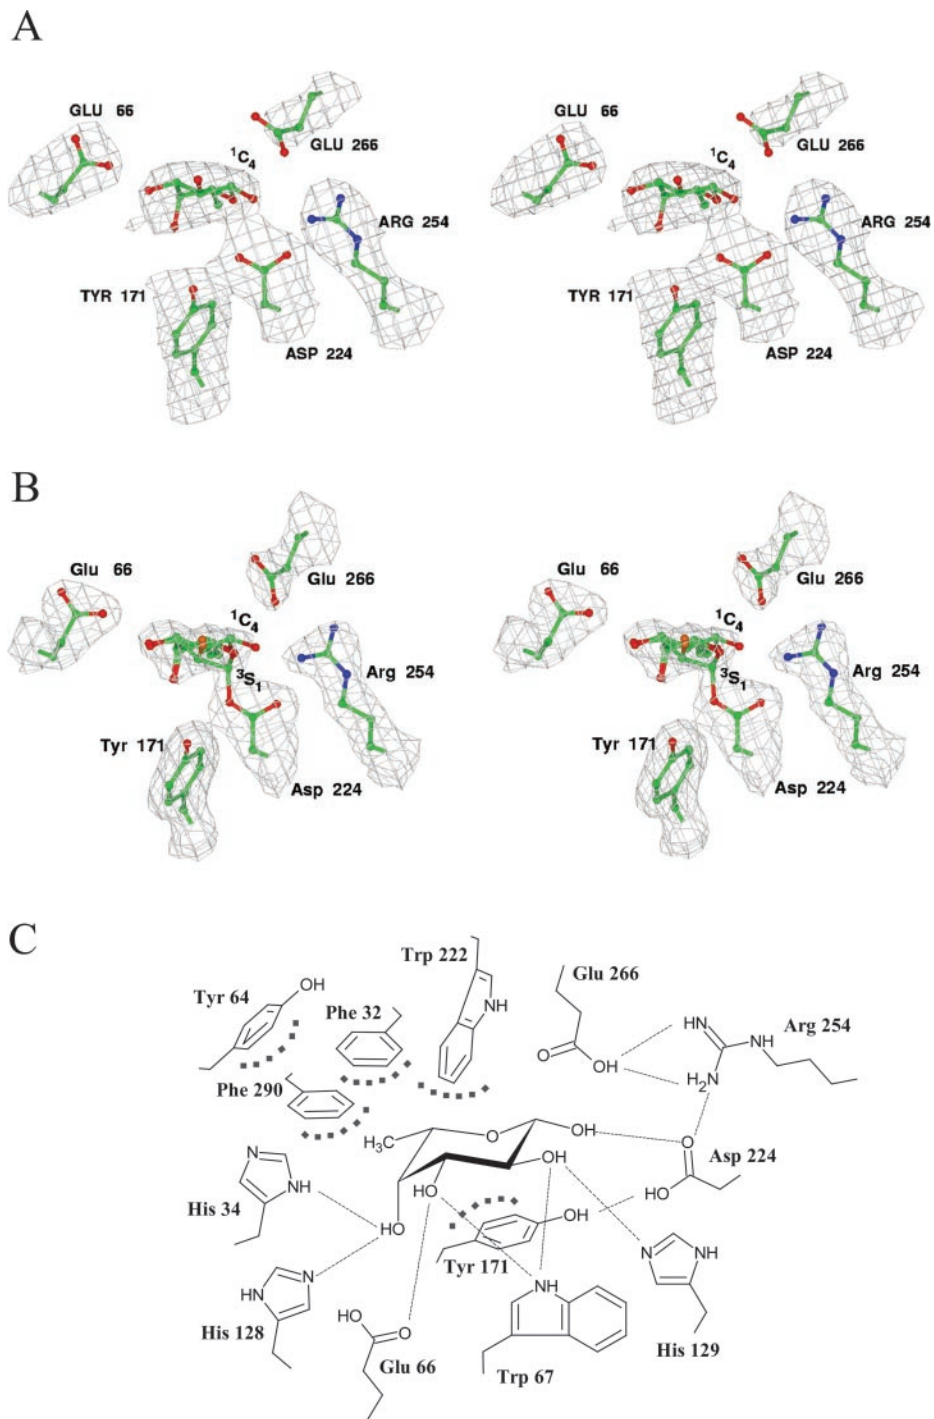 A
GLU 66
GLU 266
¹C₄
ARG 254
TYR 171
ASP 224
GLU 66
GLU 266
¹C₄
ARG 254
TYR 171
ASP 224
B
Glu 66
Glu 266
¹C₄
³S₁
Arg 254
Tyr 171
Asp 224
Glu 66
Glu 266
¹C₄
³S₁
Arg 254
Tyr 171
Asp 224
C
Trp 222
Glu 266
Tyr 64
OH
Phe 32
NH
HN
Arg 254
O
OH
NH
H₂N
Phe 290
H₃C
O
OH
O
Asp 224
N
OH
NH
OH
HO
His 34
HO
OH
Tyr 171
N
NH
HN
N
NH
His 128
HO
O
His 129
Glu 66
Trp 67